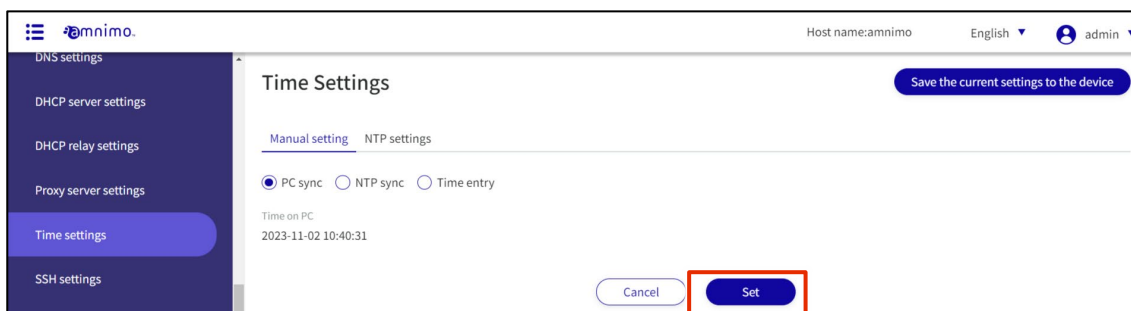 amnimo.
Host name:amnimo
English ▼
admin
DNS settings
DHCP server settings
DHCP relay settings
Proxy server settings
Time settings
SSH settings
Time Settings
Save the current settings to the device
Manual setting NTP settings
PC sync NTP sync Time entry
Time on PC
2023-11-02 10:40:31
Cancel Set